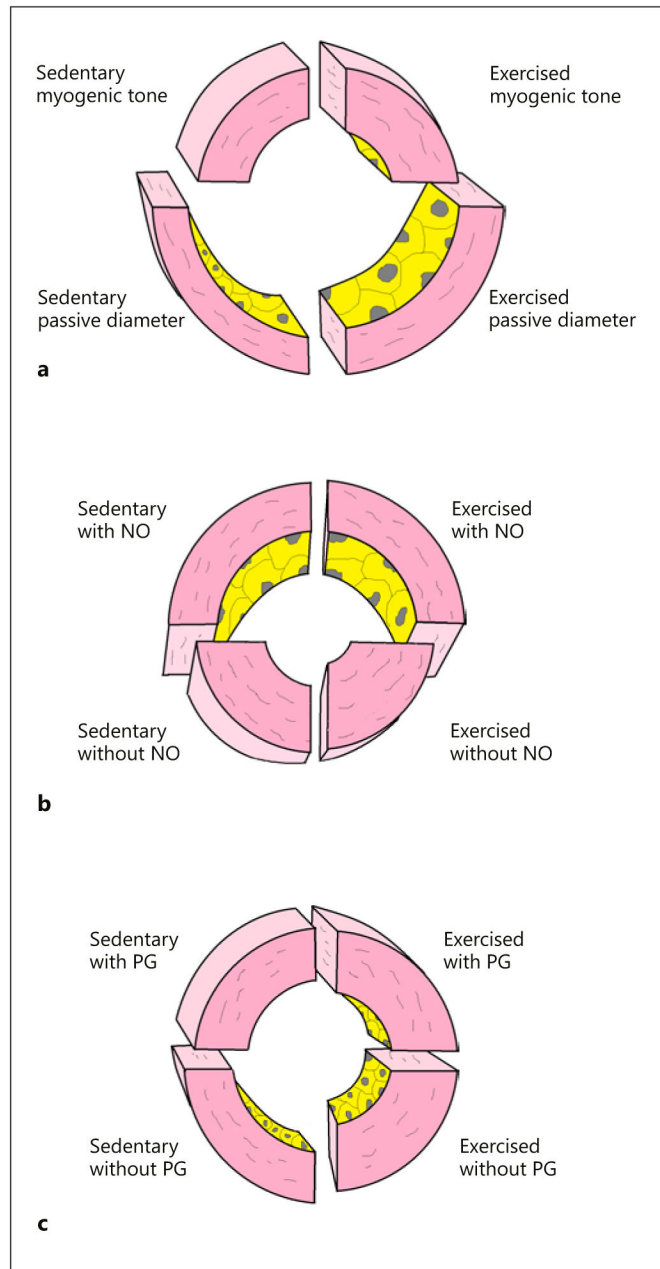 Sedentary
myogenic tone
Exercised
myogenic tone
Sedentary
passive diameter
Exercised
passive diameter
a
Sedentary
with NO
Exercised
with NO
Sedentary
without NO
Exercised
without NO
b
Sedentary
with PG
Exercised
with PG
Sedentary
without PG
Exercised
without PG
c